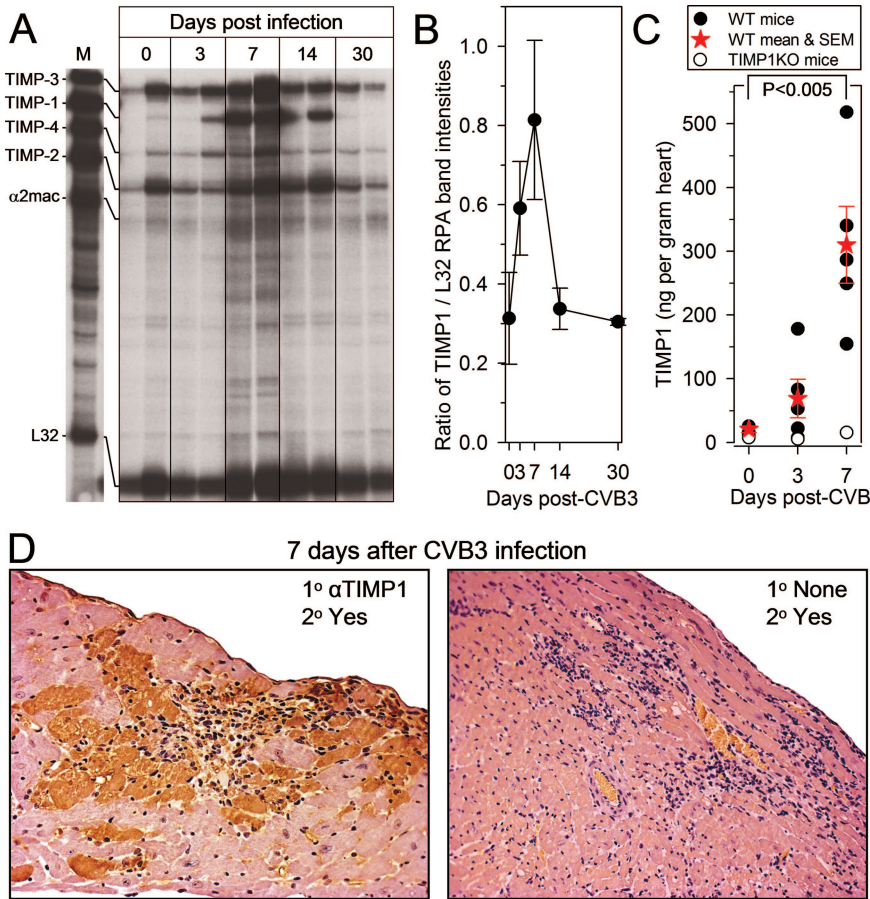 A
Days post infection
M
0
3
7
14
30
TIMP-3
TIMP-1
TIMP-4
TIMP-2
α2mac
L32
B
Ratio of TIMP1 / L32 RPA band intensities
1.0
0.8
0.6
0.4
0.2
0.0
0 3 7 14 30
Days post-CVB3
C
WT mice
WT mean & SEM
TIMP1KO mice
P<0.005
TIMP1 (ng per gram heart)
500
400
300
200
100
0
0 3 7
Days post-CVB
D
7 days after CVB3 infection
1º αTIMP1
2º Yes
1º None
2º Yes